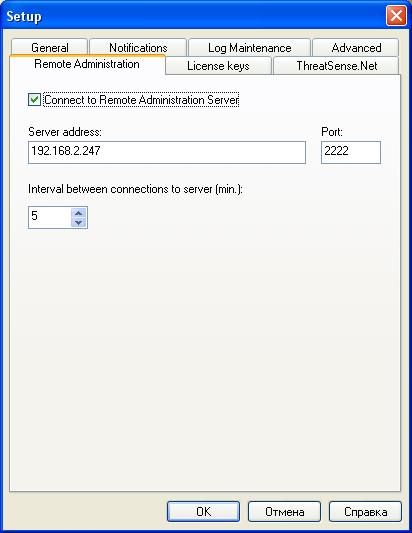 Setup
General Notifications Log Maintenance Advanced
Remote Administration License keys ThreatSense.Net
Connect to Remote Administration Server
Server address: Port:
192.168.2.247 2222
Interval between connections to server (min.):
5
OK Отмена Справка